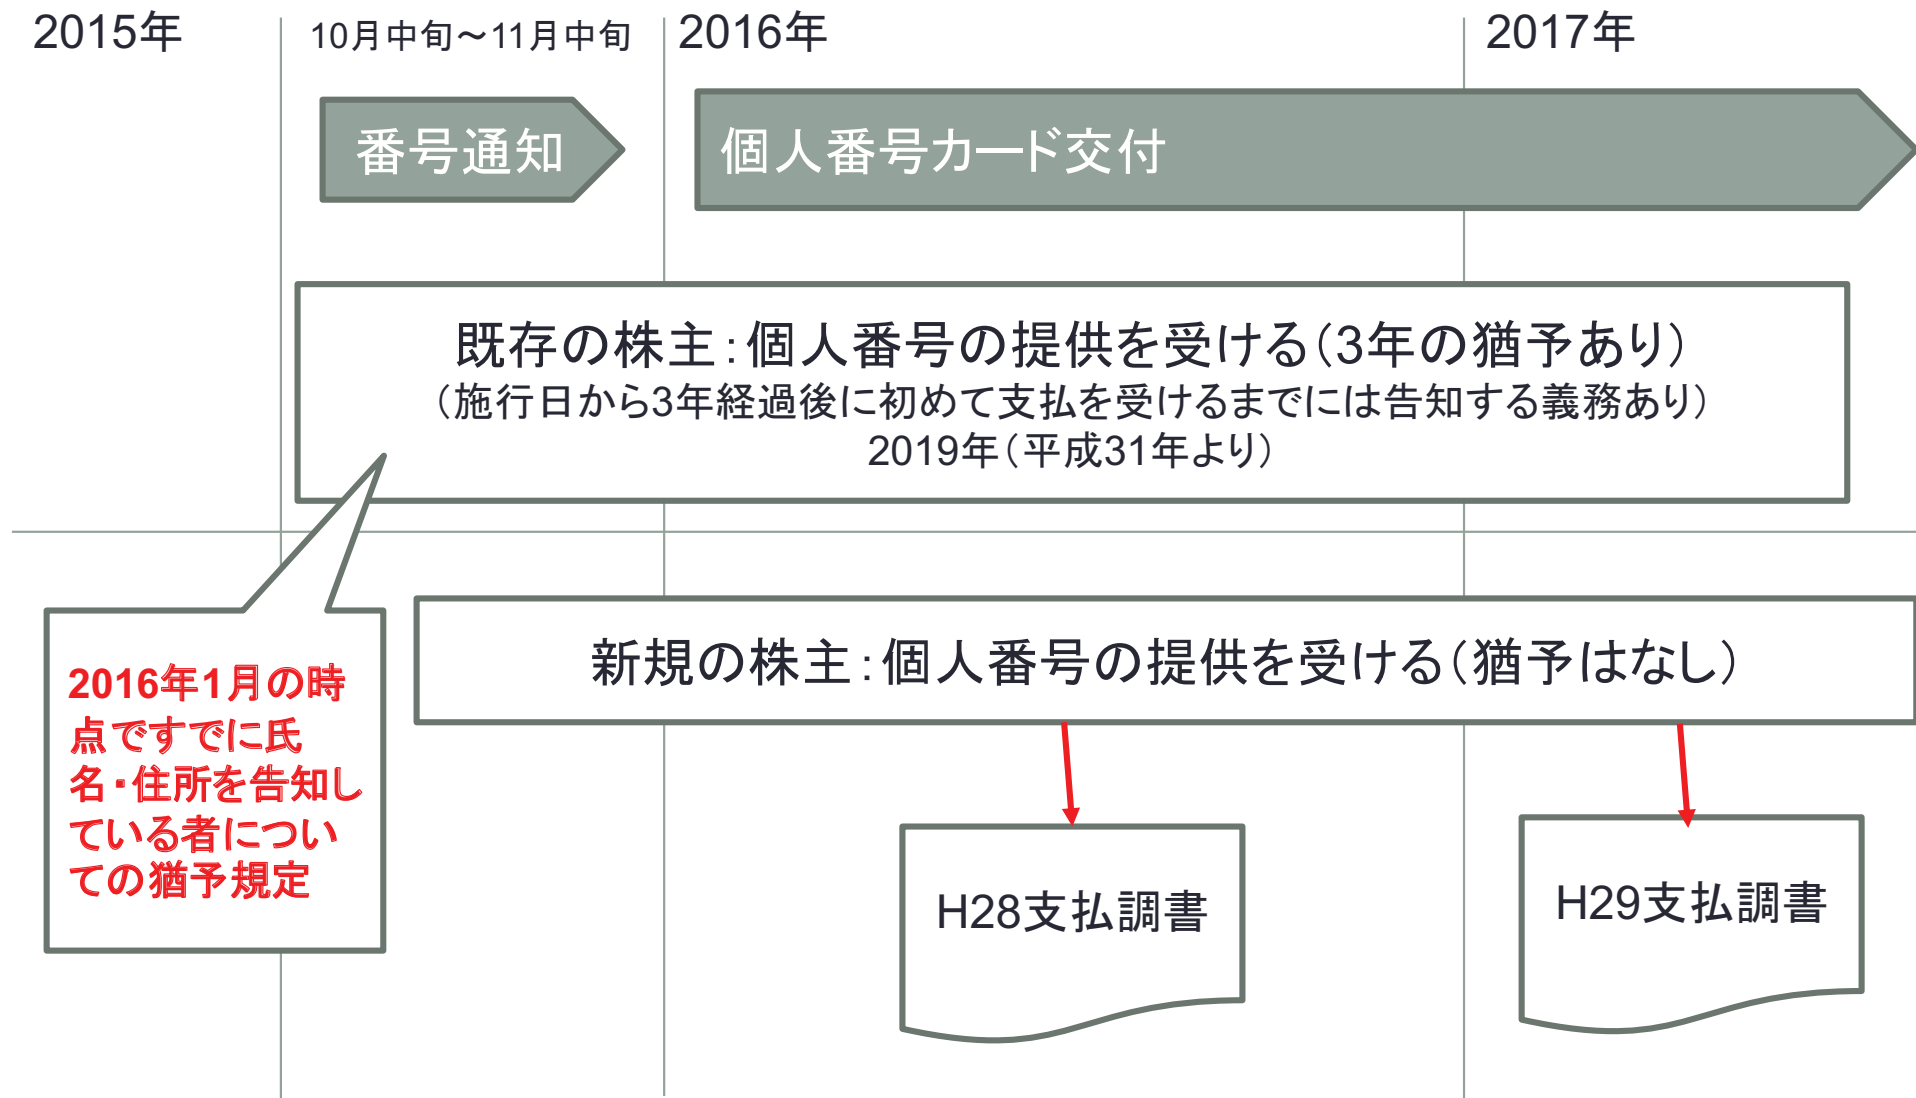 2015年
10月中旬～11月中旬
2016年
2017年
番号通知
個人番号カード交付
既存の株主：個人番号の提供を受ける（3年の猶予あり）
（施行日から3年経過後に初めて支払を受けるまでには告知する義務あり）
2019年（平成31年より）
新規の株主：個人番号の提供を受ける（猶予はなし）
2016年1月の時
点ですでに氏
名・住所を告知し
ている者につい
ての猶予規定
H28支払調書
H29支払調書